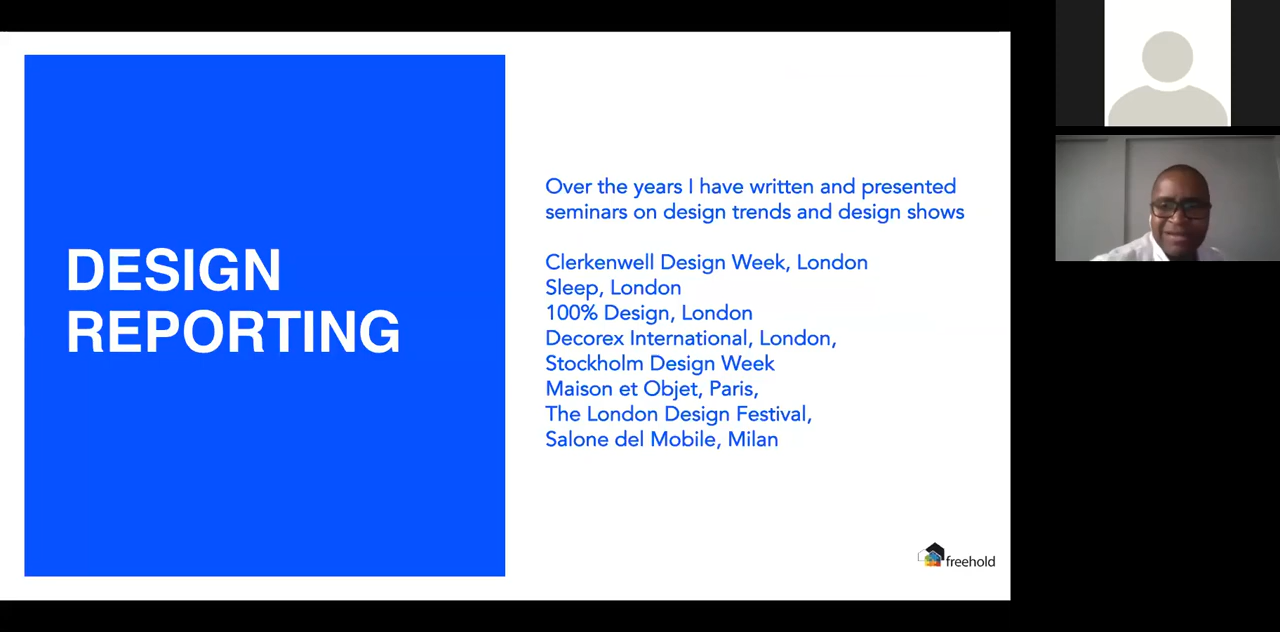 DESIGN
REPORTING
Over the years I have written and presented
seminars on design trends and design shows
Clerkenwell Design Week, London
Sleep, London
100% Design, London
Decorex International, London,
Stockholm Design Week
Maison et Objet, Paris,
The London Design Festival,
Salone del Mobile, Milan
freehold